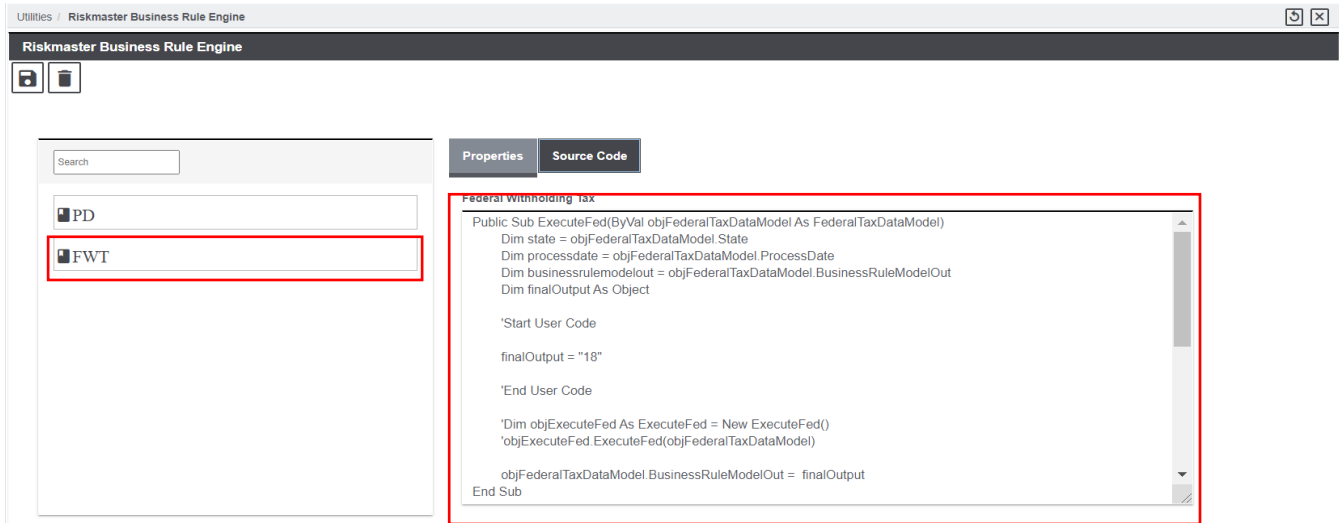 Utilities / Riskmaster Business Rule Engine
Riskmaster Business Rule Engine
Search
PD
FWT
Properties
Source Code
Federal Withholding Tax
Public Sub ExecuteFed(ByVal objFederalTaxDataModel As FederalTaxDataModel)
Dim state = objFederalTaxDataModel.State
Dim processdate = objFederalTaxDataModel.ProcessDate
Dim businessrulemodelout = objFederalTaxDataModel.BusinessRuleModelOut
Dim finalOutput As Object
'Start User Code
finalOutput = "18"
'End User Code
'Dim objExecuteFed As ExecuteFed = New ExecuteFed()
'objExecuteFed.ExecuteFed(objFederalTaxDataModel)
objFederalTaxDataModel.BusinessRuleModelOut = finalOutput
End Sub